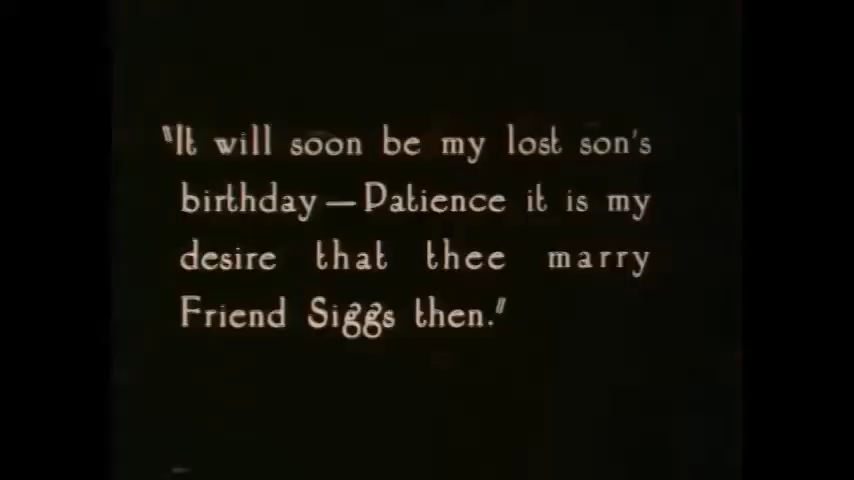 "It will soon be my lost son's
birthday — Patience it is my
desire that thee marry
Friend Siggs then."